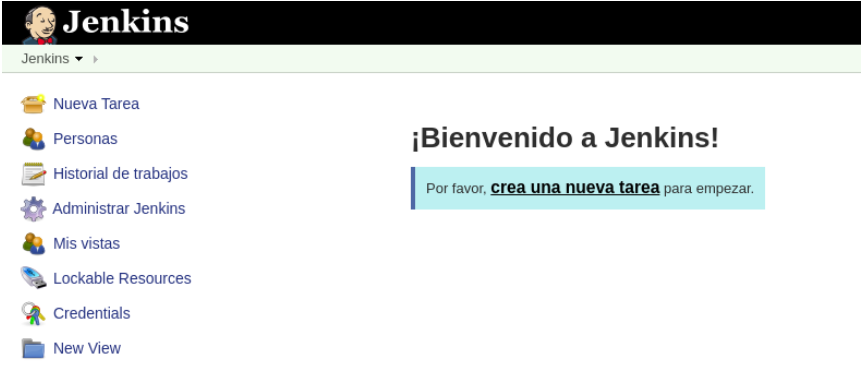 Jenkins
Jenkins
Nueva Tarea
Personas
Historial de trabajos
Administrar Jenkins
Mis vistas
Lockable Resources
Credentials
New View
¡Bienvenido a Jenkins!
Por favor, crea una nueva tarea para empezar.